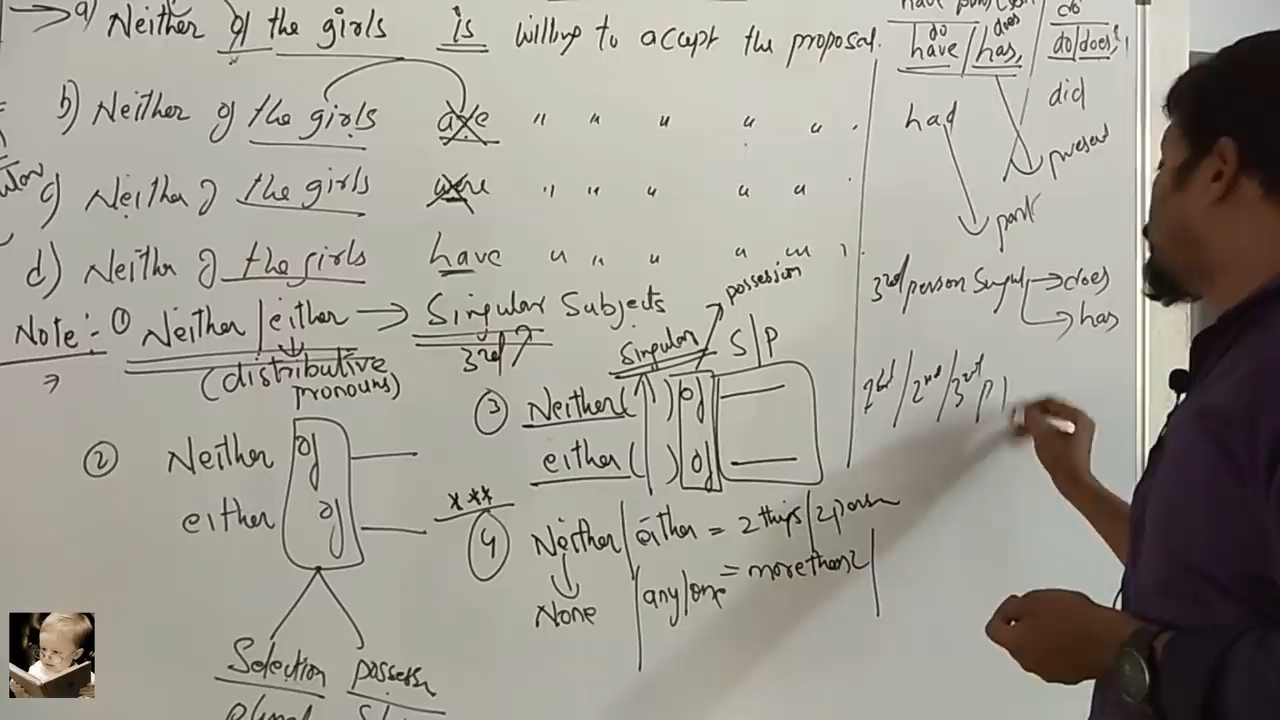 a) Neither of the girls is willing to accept the proposal.
b) Neither of the girls are " " " " " .
c) Neither of the girls were " " " " "
d) Neither of the girls have " " " " " .
Note:- ① Neither / either → Singular Subjects
3rd
(distributive
pronouns)
② Neither of
either of
Selection possess
③ Neither ( ) of
either ( ) of
Singular
possession
S/P
***
④ Neither / either = 2 things / 2 person
None
any/one = more than 2
do does
have / has,
do/does,
did
had
present
past
3rd person Singul → does
→ has
/ 2nd / 3rd p